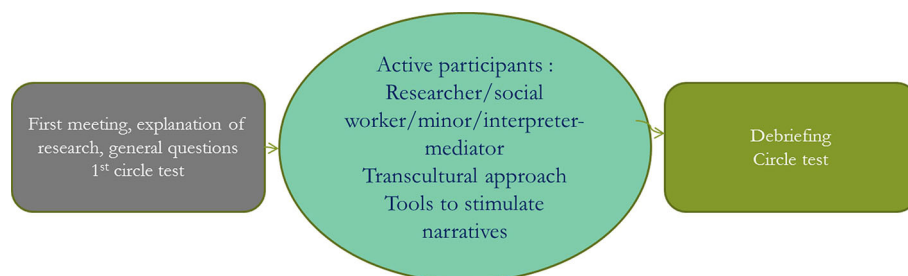 First meeting, explanation of
research, general questions
1st circle test
Active participants :
Researcher/social
worker/minor/interpreter-
mediator
Transcultural approach
Tools to stimulate
narratives
Debriefing
Circle test